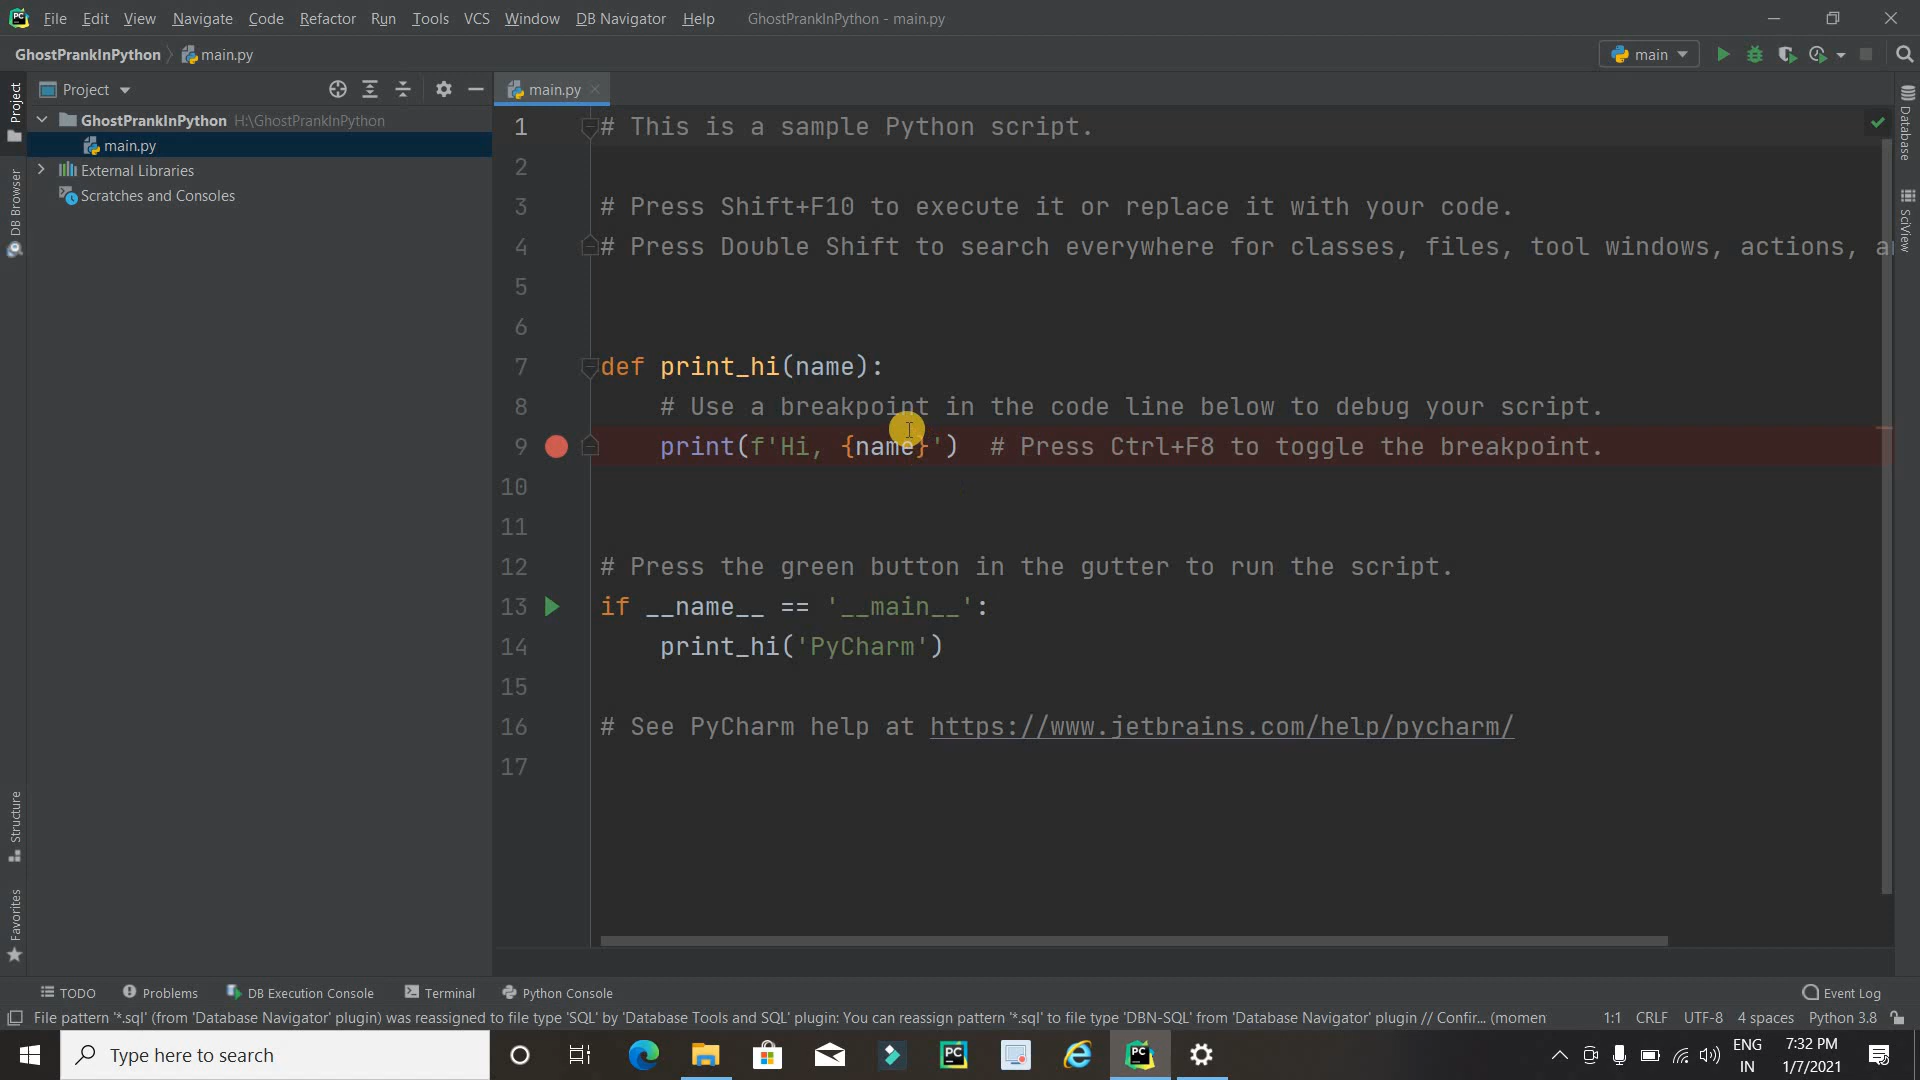 File Edit View Navigate Code Refactor Run Tools VCS Window DB Navigator Help GhostPrankInPython - main.py
GhostPrankInPython main.py
main
Project
main.py
GhostPrankInPython H:\GhostPrankInPython
main.py
External Libraries
Scratches and Consoles
Project
DB Browser
Structure
Favorites
Database
SciView
1 # This is a sample Python script.
2
3 # Press Shift+F10 to execute it or replace it with your code.
4 # Press Double Shift to search everywhere for classes, files, tool windows, actions,
5
6
7 def print_hi(name):
8 # Use a breakpoint in the code line below to debug your script.
9 print(f'Hi, {name}') # Press Ctrl+F8 to toggle the breakpoint.
10
11
12 # Press the green button in the gutter to run the script.
13 if __name__ == '__main__':
14 print_hi('PyCharm')
15
16 # See PyCharm help at https://www.jetbrains.com/help/pycharm/
17
TODO Problems DB Execution Console Terminal Python Console Event Log
File pattern '*.sql' (from 'Database Navigator' plugin) was reassigned to file type 'SQL' by 'Database Tools and SQL' plugin: You can reassign pattern '*.sql' to file type 'DBN-SQL' from 'Database Navigator' plugin // Confir... (momen 1:1 CRLF UTF-8 4 spaces Python 3.8
Type here to search
PC
PC
ENG
IN
7:32 PM
1/7/2021